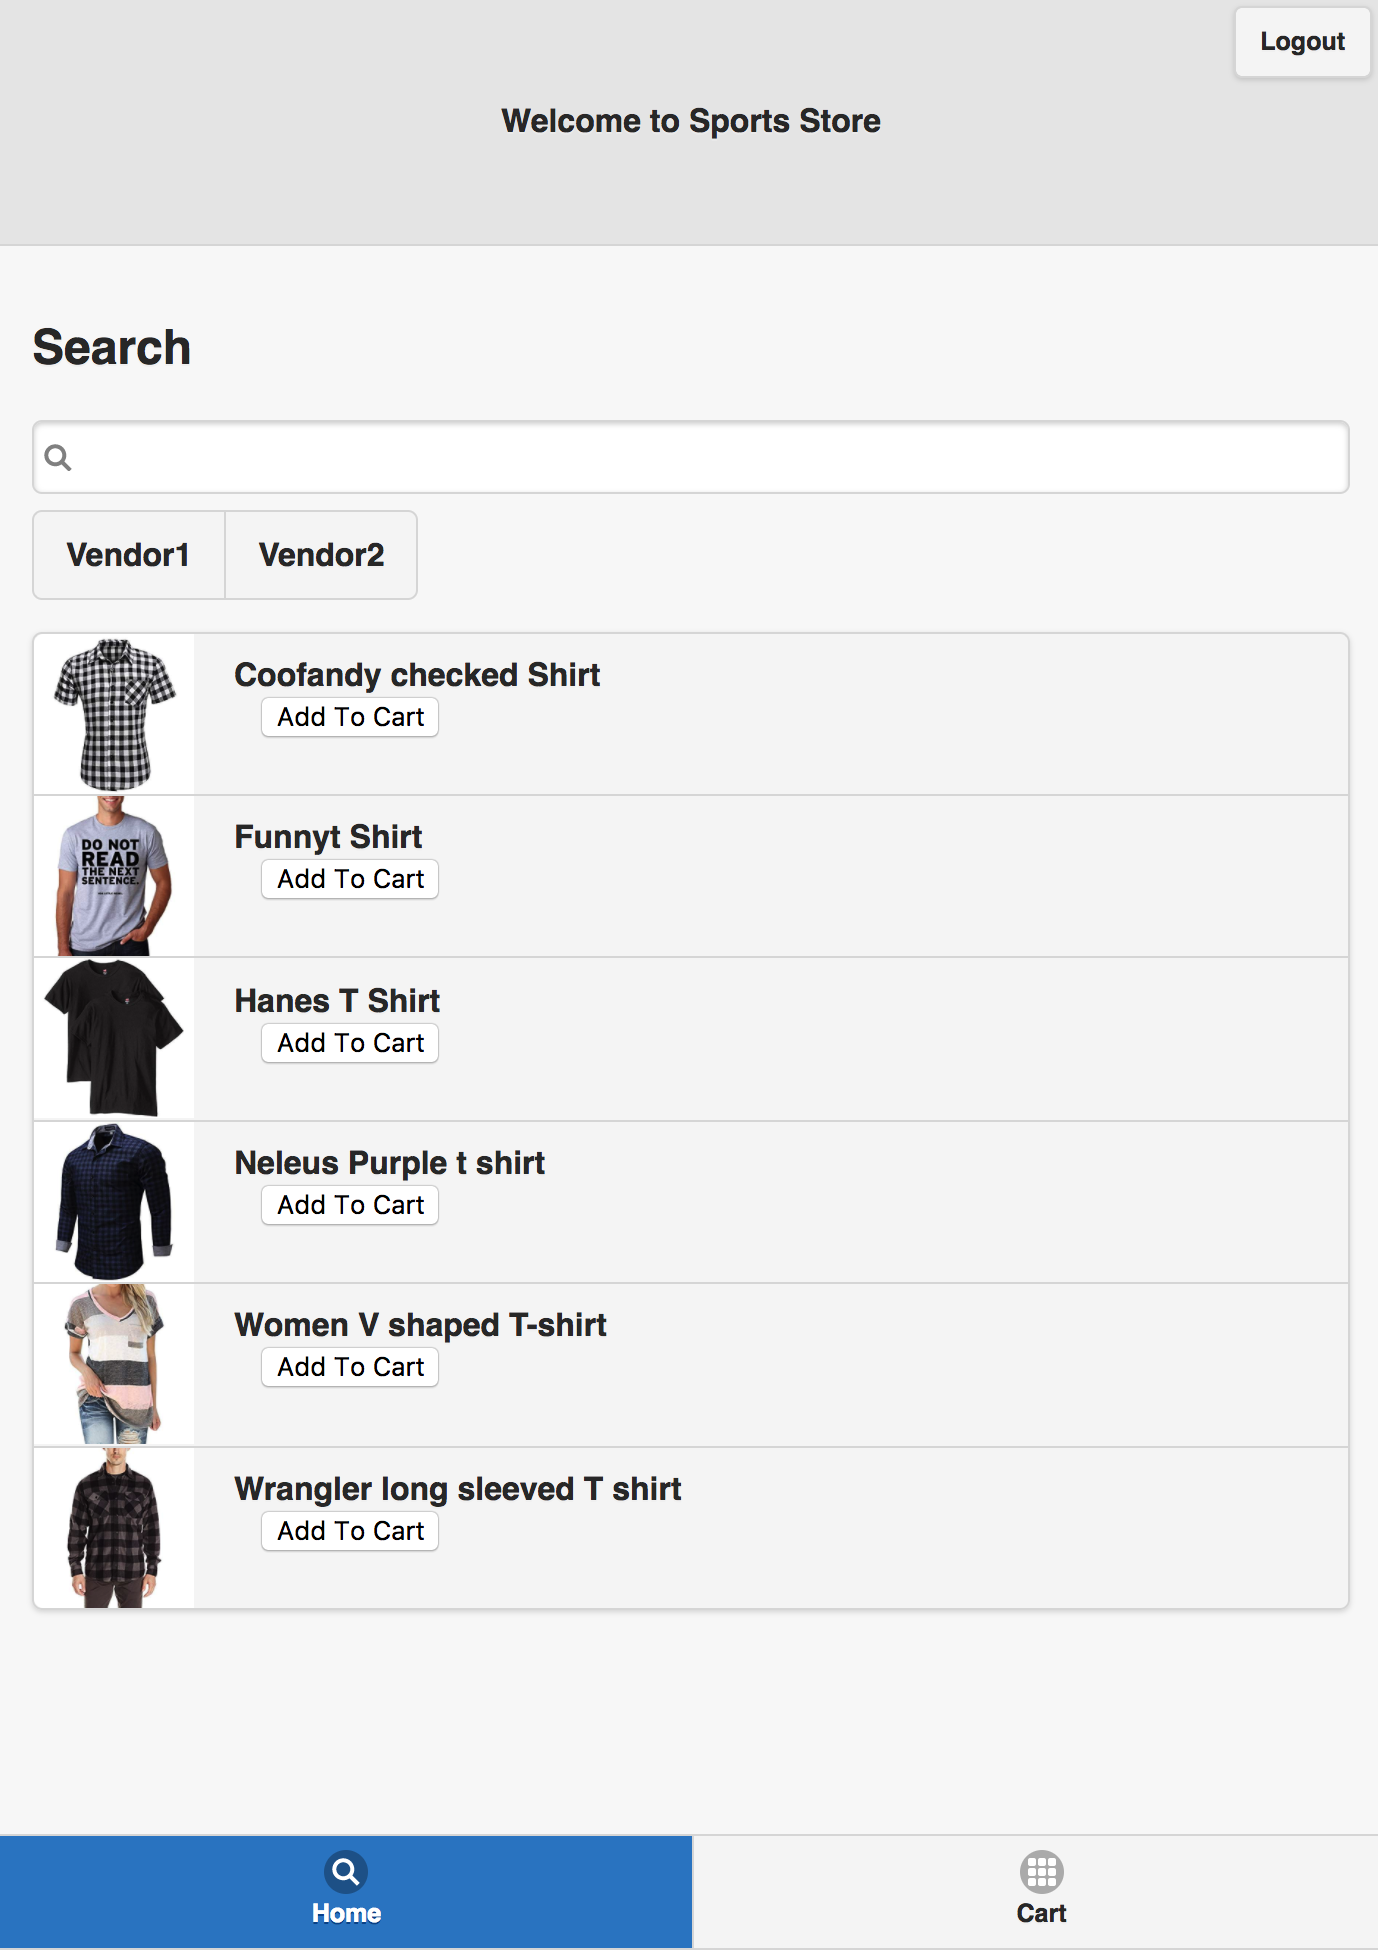 Logout
Welcome to Sports Store
Search
Vendor1
Vendor2
Coofandy checked Shirt
Add To Cart
DO NOT
READ
THE NEXT
SENTENCE.
Funnyt Shirt
Add To Cart
Hanes T Shirt
Add To Cart
Neleus Purple t shirt
Add To Cart
Women V shaped T-shirt
Add To Cart
Wrangler long sleeved T shirt
Add To Cart
Home
Cart